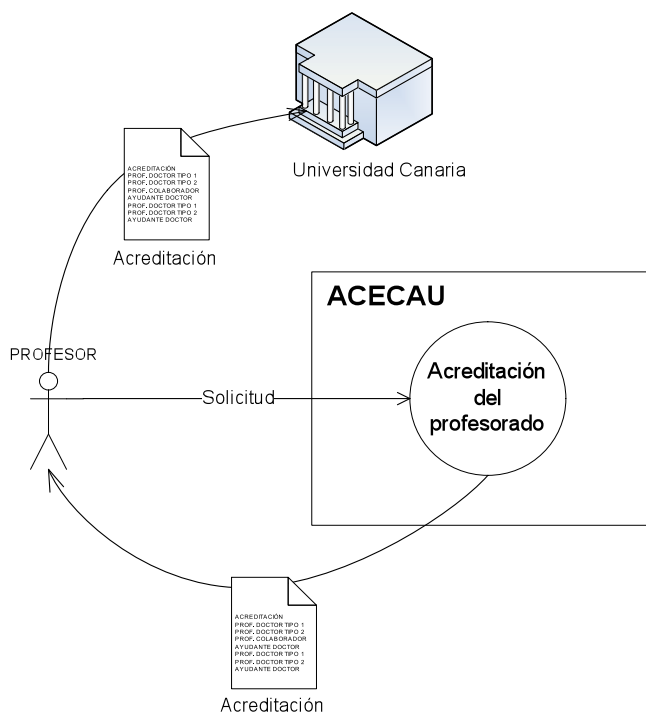 Universidad Canaria
ACREDITACIÓN
PROF. DOCTOR TIPO 1
PROF. DOCTOR TIPO 2
PROF. COLABORADOR
AYUDANTE DOCTOR
PROF. DOCTOR TIPO 1
PROF. DOCTOR TIPO 2
AYUDANTE DOCTOR
Acreditación
ACECAU
PROFESOR
Acreditación
del
profesorado
Solicitud
ACREDITACIÓN
PROF. DOCTOR TIPO 1
PROF. DOCTOR TIPO 2
PROF. COLABORADOR
AYUDANTE DOCTOR
PROF. DOCTOR TIPO 1
PROF. DOCTOR TIPO 2
AYUDANTE DOCTOR
Acreditación